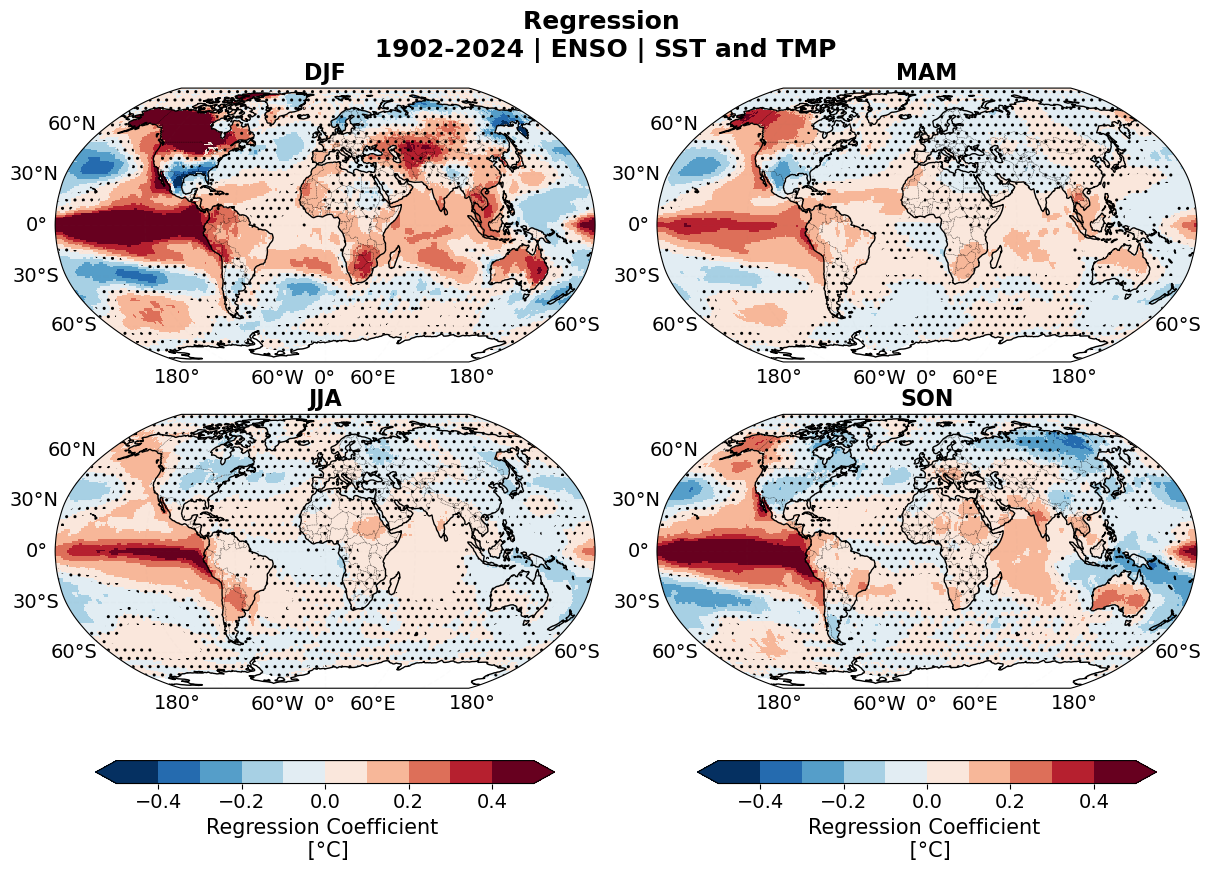 Regression
1902-2024 | ENSO | SST and TMP
DJF
MAM
60°N
30°N
0°
30°S
60°S
60°S
180°
60°W
0°
60°E
180°
60°N
30°N
0°
30°S
60°S
60°S
180°
60°W
0°
60°E
180°
JJA
SON
60°N
30°N
0°
30°S
60°S
60°S
180°
60°W
0°
60°E
180°
60°N
30°N
0°
30°S
60°S
60°S
180°
60°W
0°
60°E
180°
−0.4 −0.2 0.0 0.2 0.4
Regression Coefficient
[°C]
−0.4 −0.2 0.0 0.2 0.4
Regression Coefficient
[°C]